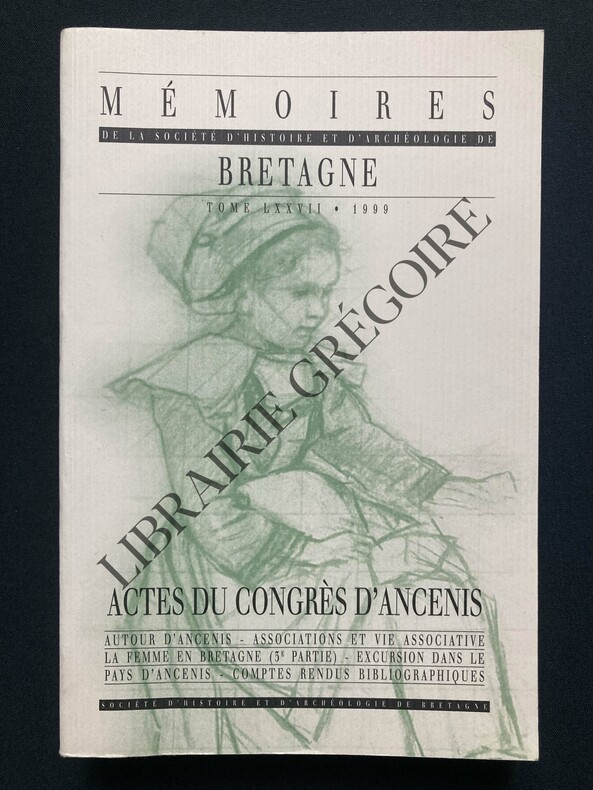 MÉMOIRES
DE LA SOCIÉTÉ D'HISTOIRE ET D'ARCHÉOLOGIE DE
BRETAGNE
TOME LXXVII • 1999
LIBRAIRIE GRÉGOIRE
ACTES DU CONGRÈS D'ANCENIS
AUTOUR D'ANCENIS - ASSOCIATIONS ET VIE ASSOCIATIVE
LA FEMME EN BRETAGNE (3E PARTIE) - EXCURSION DANS LE
PAYS D'ANCENIS - COMPTES RENDUS BIBLIOGRAPHIQUES
SOCIÉTÉ D'HISTOIRE ET D'ARCHÉOLOGIE DE BRETAGNE